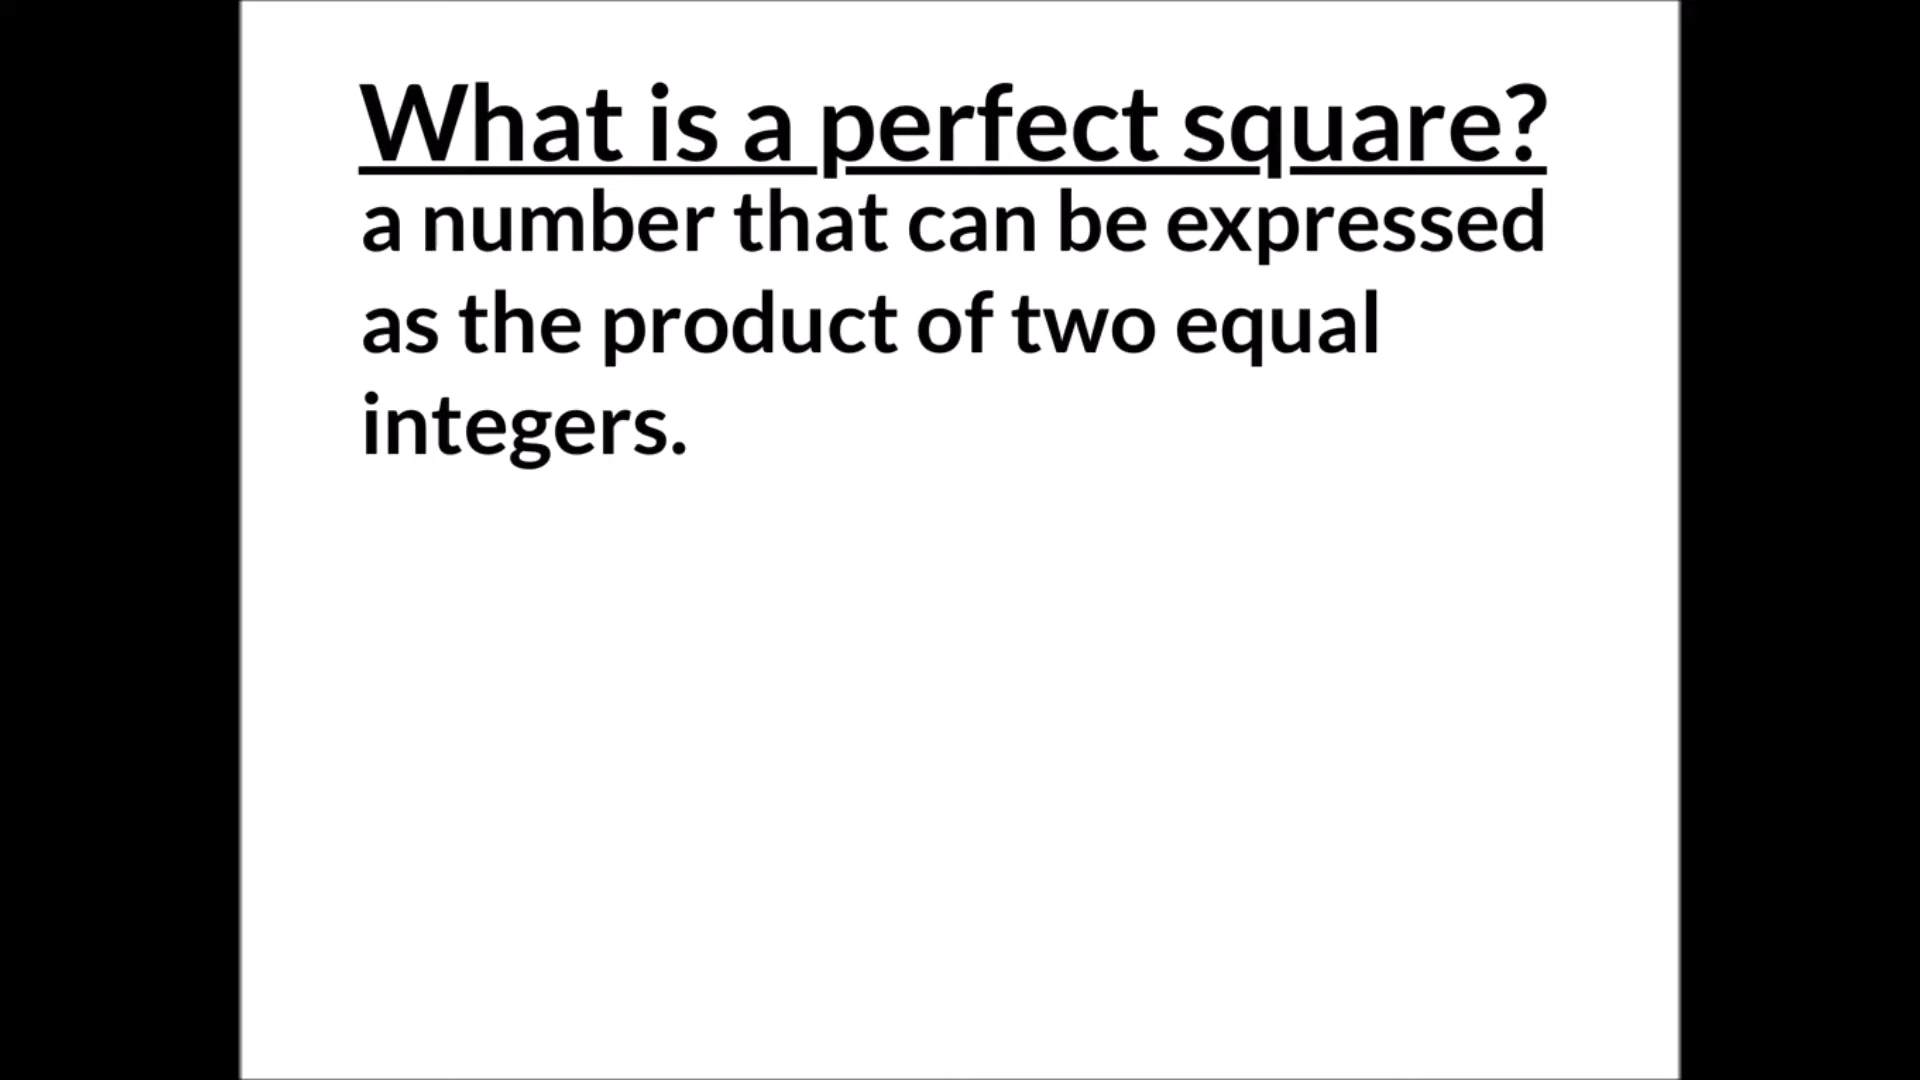 What is a perfect square?
a number that can be expressed
as the product of two equal
integers.